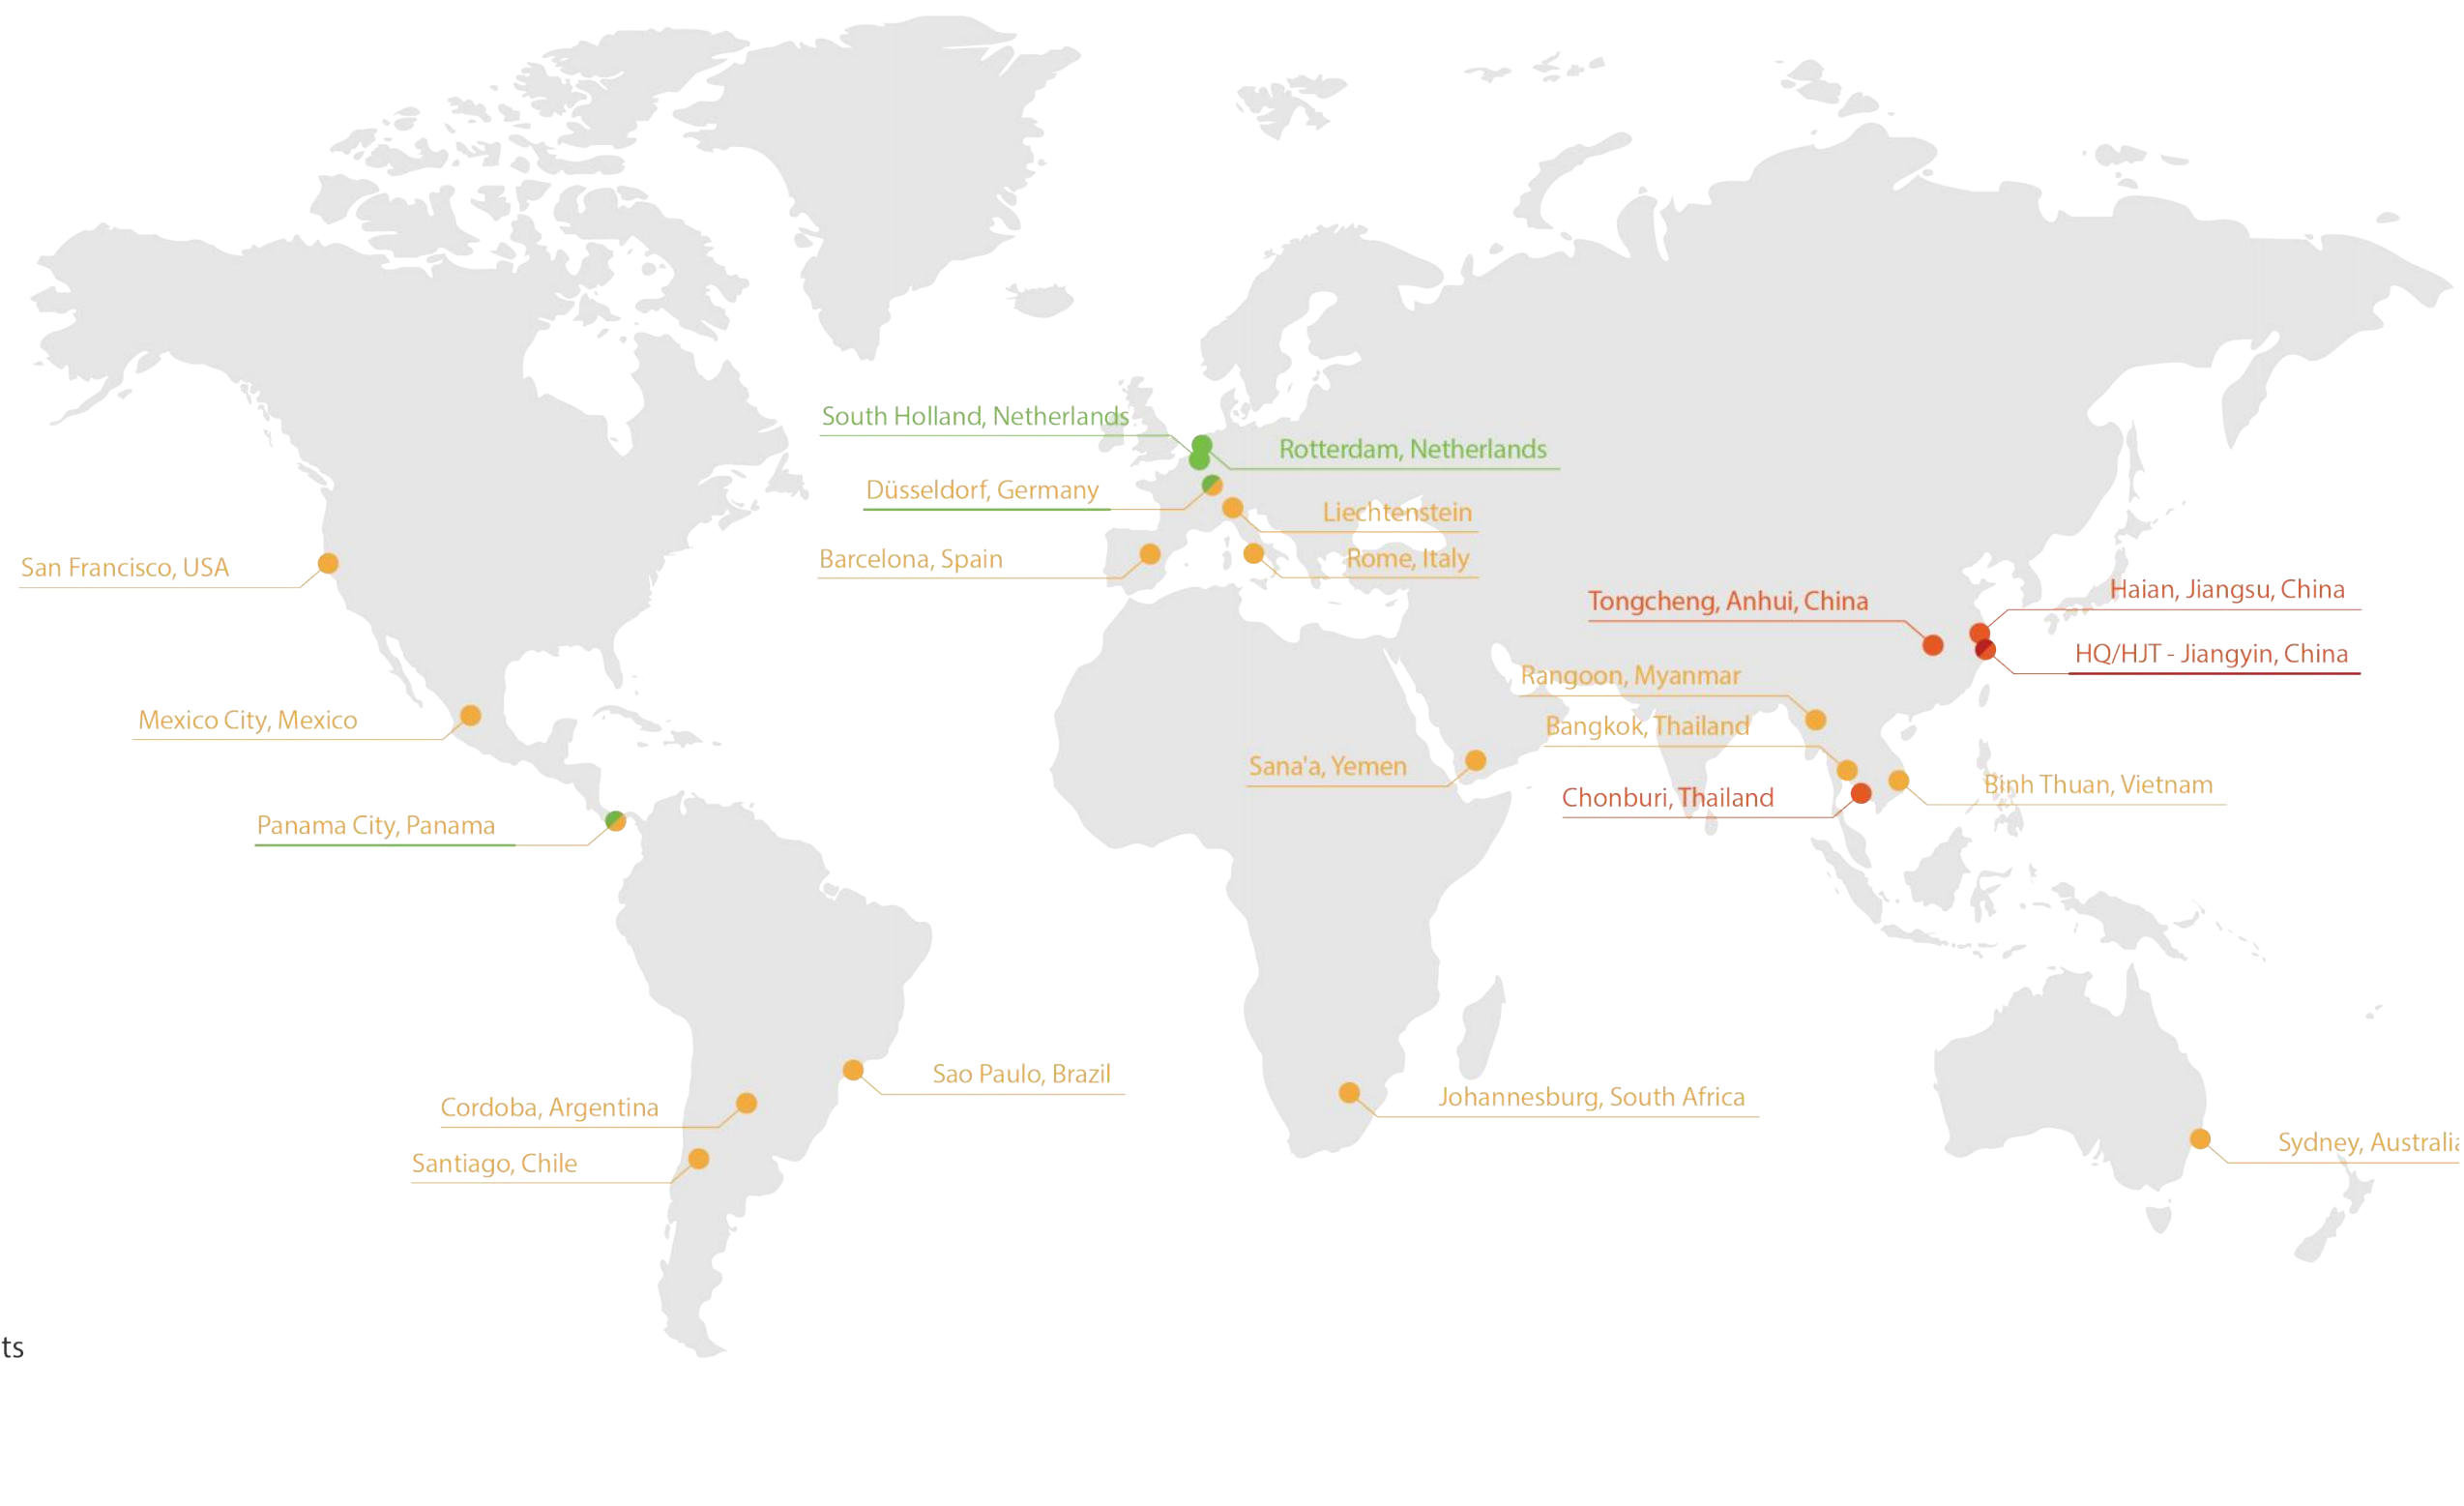 South Holland, Netherlands
Rotterdam, Netherlands
Düsseldorf, Germany
Liechtenstein
Barcelona, Spain
Rome, Italy
San Francisco, USA
Haian, Jiangsu, China
Tongcheng, Anhui, China
HQ/HJT - Jiangyin, China
Rangoon, Myanmar
Mexico City, Mexico
Bangkok, Thailand
Sana'a, Yemen
Binh Thuan, Vietnam
Chonburi, Thailand
Panama City, Panama
Sao Paulo, Brazil
Johannesburg, South Africa
Cordoba, Argentina
Sydney, Australia
Santiago, Chile
ts